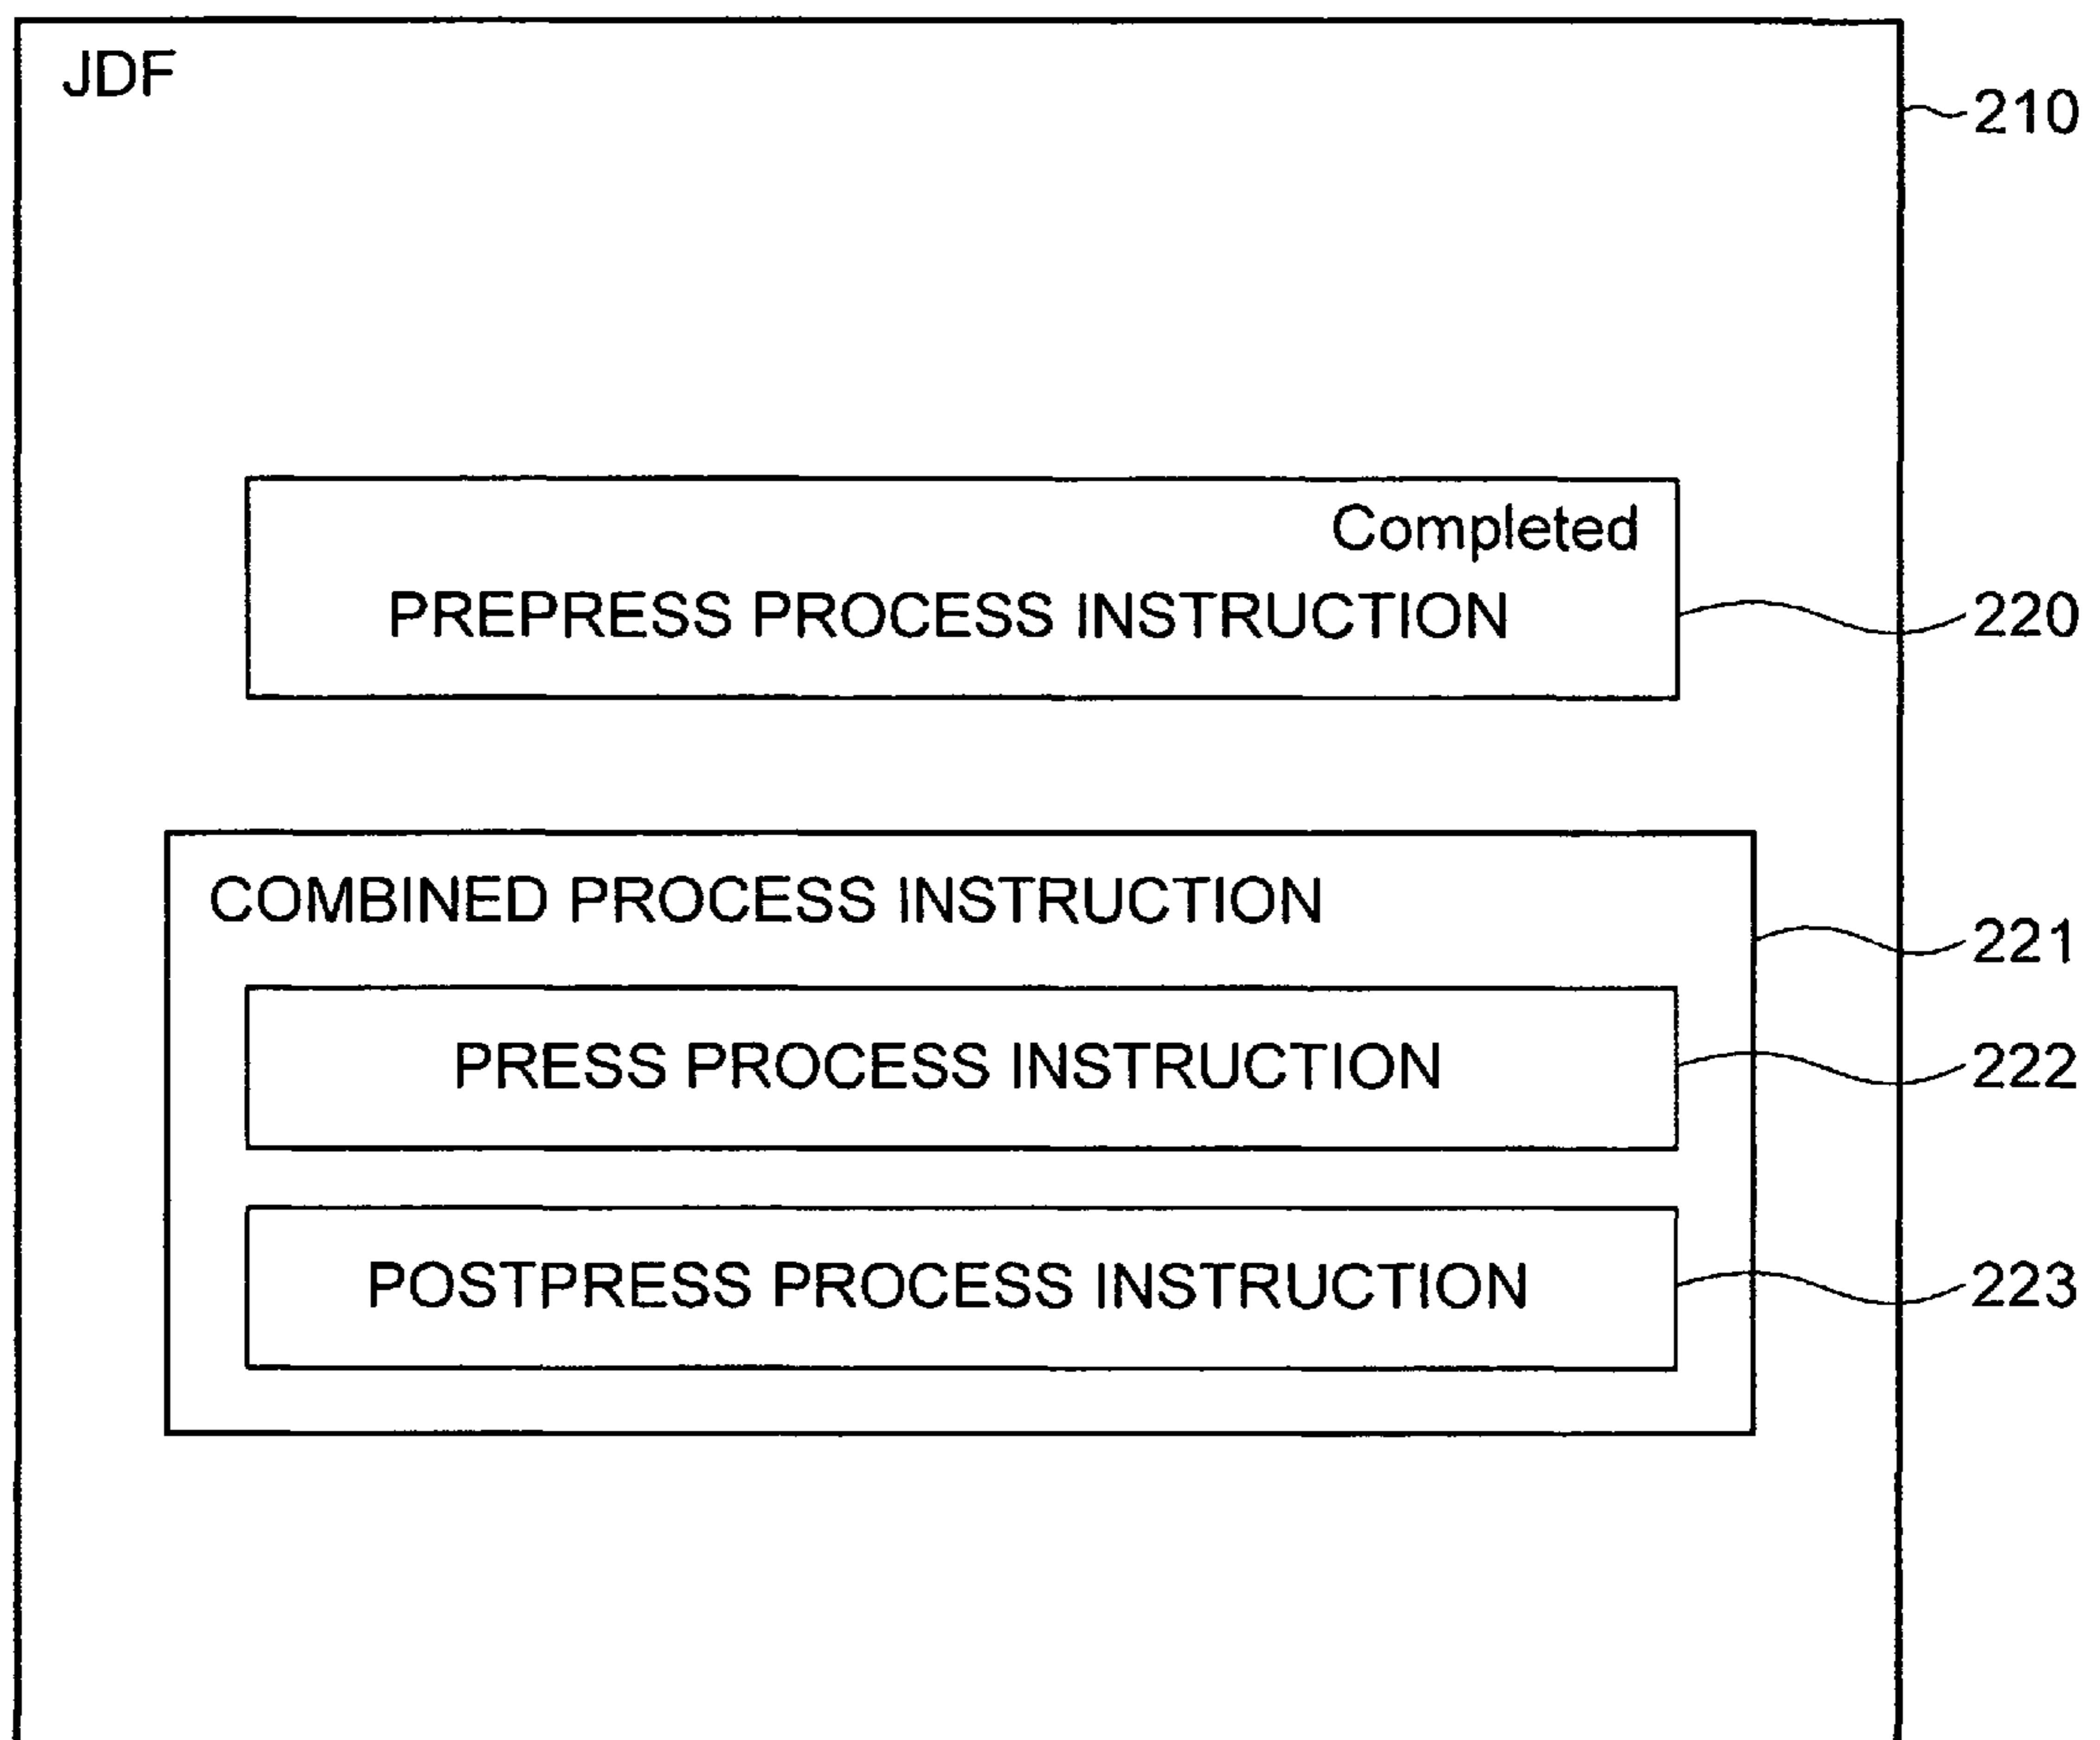 JDF
210
Completed
PREPRESS PROCESS INSTRUCTION
220
COMBINED PROCESS INSTRUCTION
221
PRESS PROCESS INSTRUCTION
222
POSTPRESS PROCESS INSTRUCTION
223